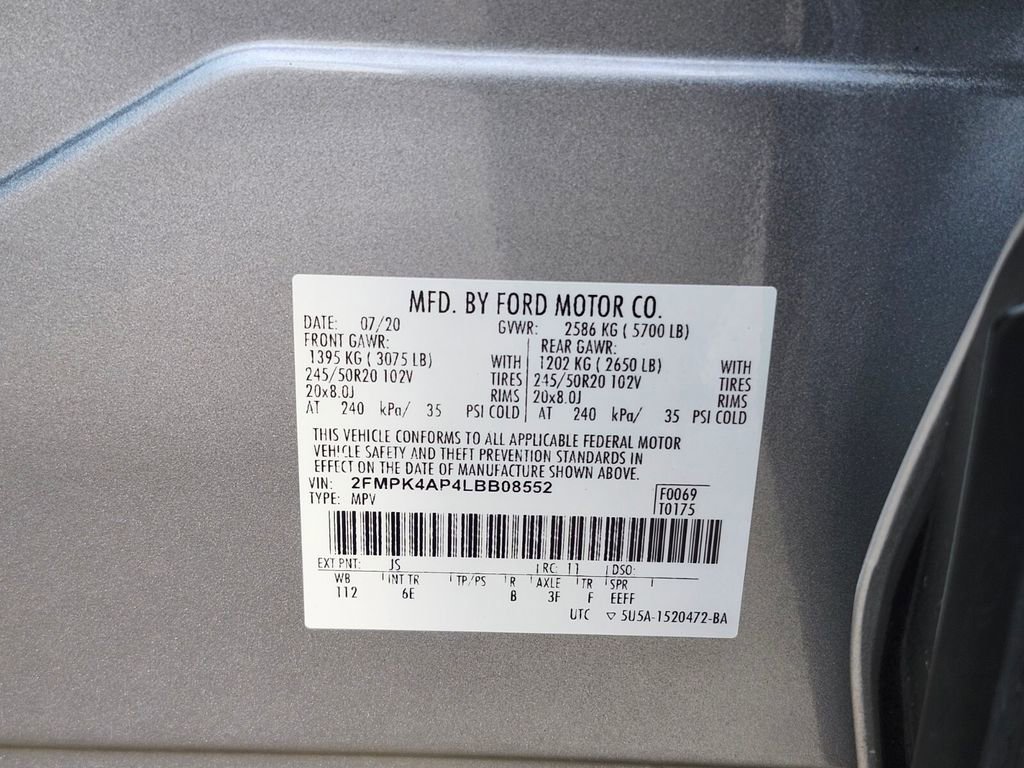 MFD. BY FORD MOTOR CO.
DATE: 07/20 GVWR: 2586 KG ( 5700 LB)
FRONT GAWR: REAR GAWR:
1395 KG ( 3075 LB) WITH 1202 KG ( 2650 LB) WITH
245/50R20 102V TIRES 245/50R20 102V TIRES
20x8.0J RIMS 20x8.0J RIMS
AT 240 kPa/ 35 PSI COLD AT 240 kPa/ 35 PSI COLD
THIS VEHICLE CONFORMS TO ALL APPLICABLE FEDERAL MOTOR
VEHICLE SAFETY AND THEFT PREVENTION STANDARDS IN
EFFECT ON THE DATE OF MANUFACTURE SHOWN ABOVE.
VIN: 2FMPK4AP4LBB08552
TYPE: MPV
F0069
T0175
EXT PNT: JS RC: 11 DSO:
WB INT TR TP/PS R AXLE TR SPR
112 6E B 3F F EEFF
UTC ▽ 5U5A-1520472-BA